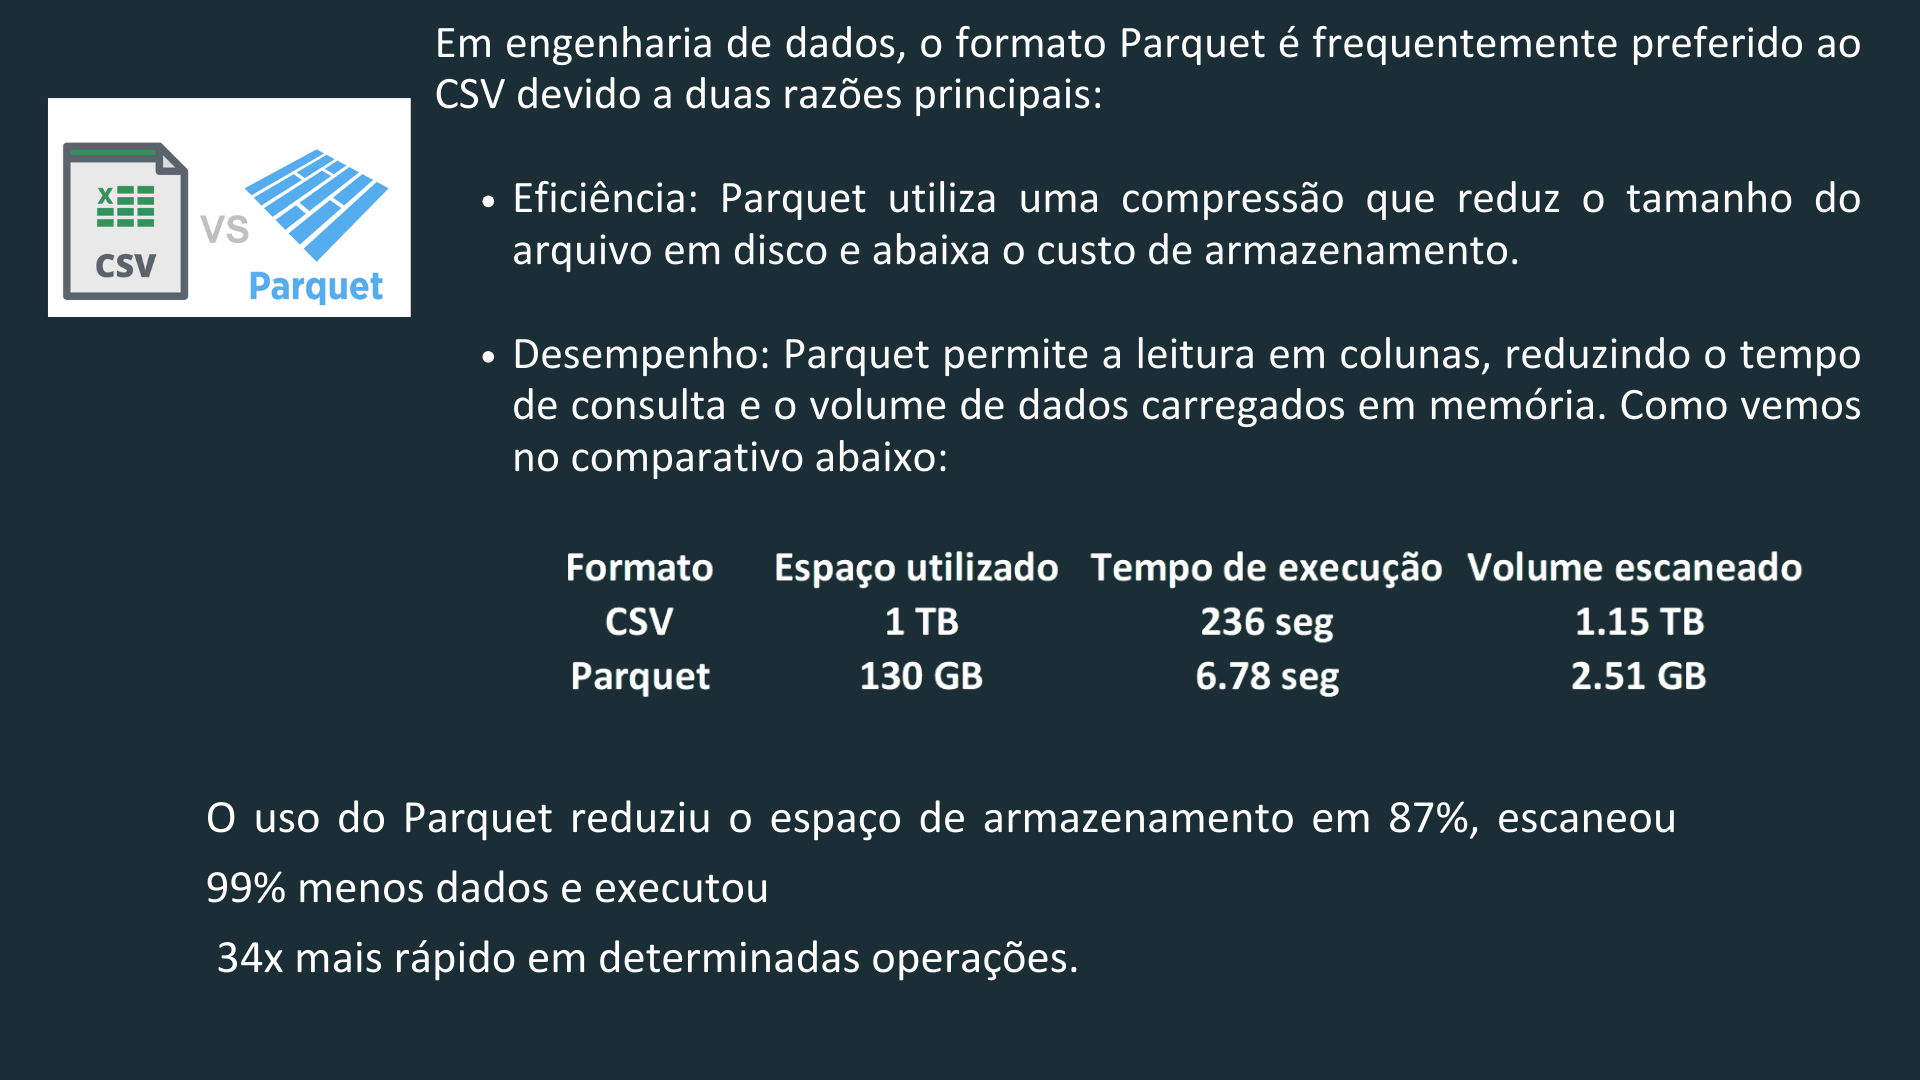 Em engenharia de dados, o formato Parquet é frequentemente preferido ao
CSV devido a duas razões principais:
X
CSV
VS
Parquet
• Eficiência: Parquet utiliza uma compressão que reduz o tamanho do
arquivo em disco e abaixa o custo de armazenamento.
• Desempenho: Parquet permite a leitura em colunas, reduzindo o tempo
de consulta e o volume de dados carregados em memória. Como vemos
no comparativo abaixo:
Formato Espaço utilizado Tempo de execução Volume escaneado
CSV 1 TB 236 seg 1.15 TB
Parquet 130 GB 6.78 seg 2.51 GB
O uso do Parquet reduziu o espaço de armazenamento em 87%, escaneou
99% menos dados e executou
34x mais rápido em determinadas operações.